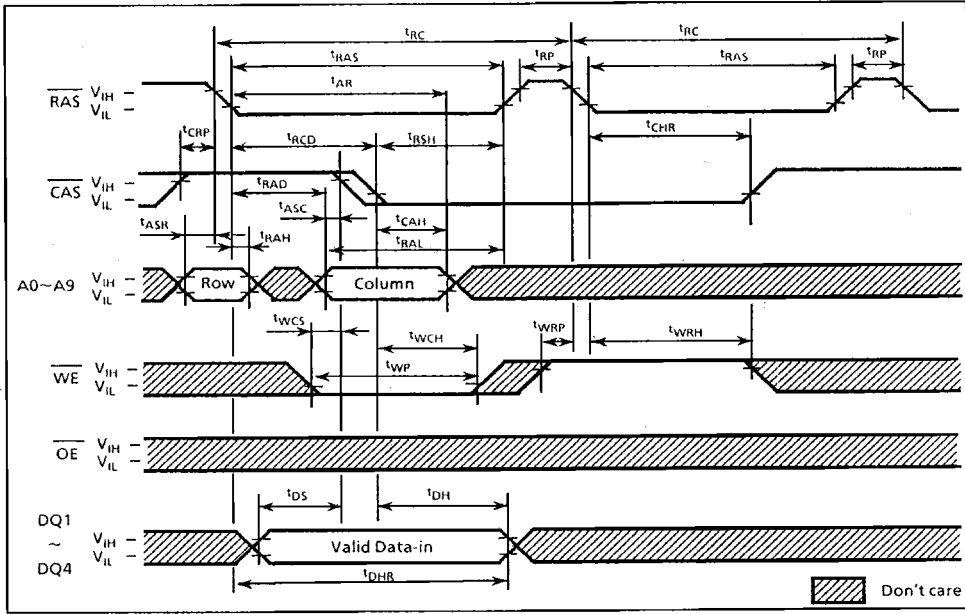 tRC tRC
tRAS tRP tRAS tRP
tAR
RAS VIH
VIL
tCRP tRCD tRSH tCHR
CAS VIH
VIL
tRAD
tASC tCAH
tASR tRAH tRAL
A0~A9 VIH
VIL
Row Column
tWCS tWCH tWRP tWRH
tWP
WE VIH
VIL
OE VIH
VIL
tDS tDH
DQ1
~
DQ4
VIH
VIL
Valid Data-in
tDHR
Don't care